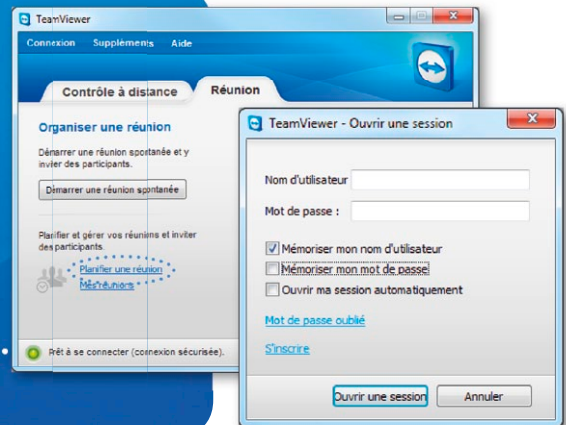 TeamViewer
Connexion Suppléments Aide
Contrôle à distance Réunion
Organiser une réunion
Démarrer une réunion spontanée et y
invier des participants.
Démarrer une réunion spontanée
Planifier et gérer vos réunions et inviter
des participants.
Planifier une réunion
Mes réunions
Prêt à se connecter (connexion sécurisée).
TeamViewer - Ouvrir une session
Nom d'utilisateur
Mot de passe :
Mémoriser mon nom d'utilisateur
Mémoriser mon mot de passe
Ouvrir ma session automatiquement
Mot de passe oublié
S'inscrire
Ouvrir une session Annuler